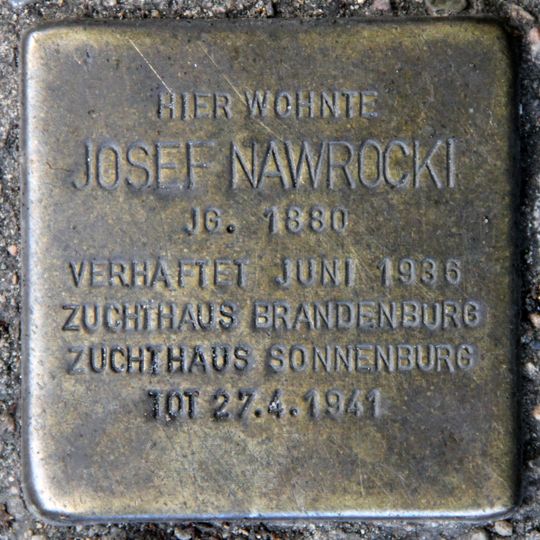 HIER WOHNTE
JOSEF NAWROCKI
JG. 1880
VERHAFTET JUNI 1936
ZUCHTHAUS BRANDENBURG
ZUCHTHAUS SONNENBURG
TOT 27.4.1941